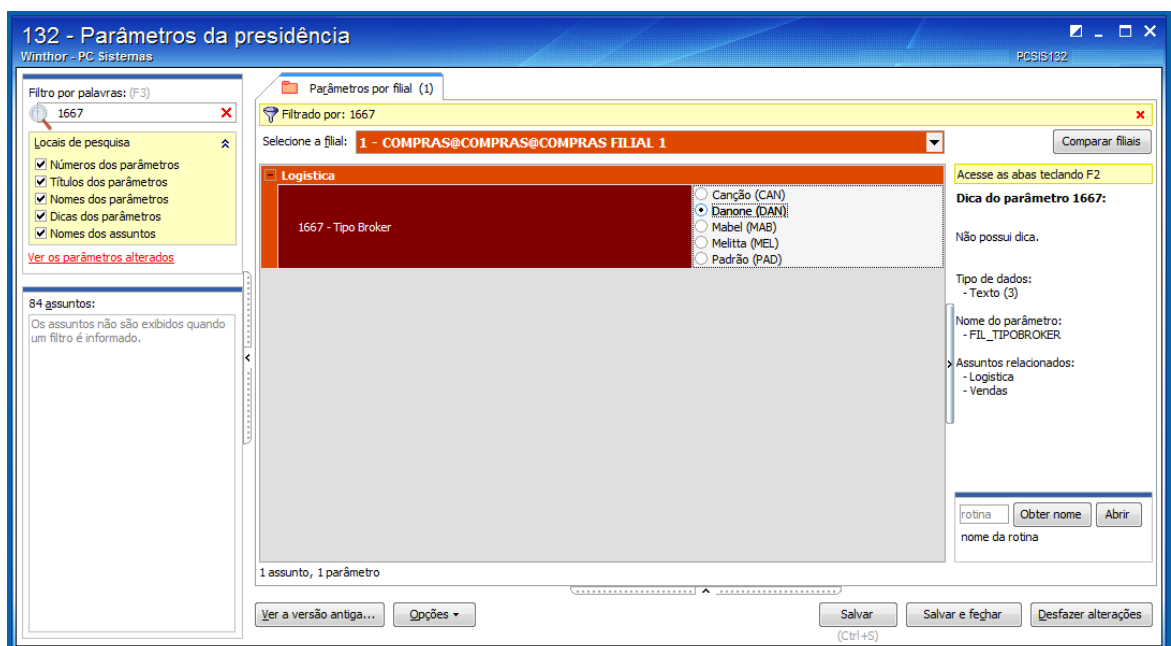 132 - Parâmetros da presidência
Winthor - PC Sistemas
PCSIS132
Filtro por palavras: (F3)
1667
Locais de pesquisa
Números dos parâmetros
Títulos dos parâmetros
Nomes dos parâmetros
Dicas dos parâmetros
Nomes dos assuntos
Ver os parâmetros alterados
84 assuntos:
Os assuntos não são exibidos quando
um filtro é informado.
Parâmetros por filial (1)
Filtrado por: 1667
Selecione a filial: 1 - COMPRAS@COMPRAS@COMPRAS FILIAL 1
Comparar filiais
Logistica
1667 - Tipo Broker
Canção (CAN)
Danone (DAN)
Mabel (MAB)
Melitta (MEL)
Padrão (PAD)
1 assunto, 1 parâmetro
Acesse as abas teclando F2
Dica do parâmetro 1667:
Não possui dica.
Tipo de dados:
- Texto (3)
Nome do parâmetro:
- FIL_TIPOBROKER
Assuntos relacionados:
- Logistica
- Vendas
rotina Obter nome Abrir
nome da rotina
Ver a versão antiga... Opções Salvar Salvar e fechar Desfazer alterações
(Ctrl+S)